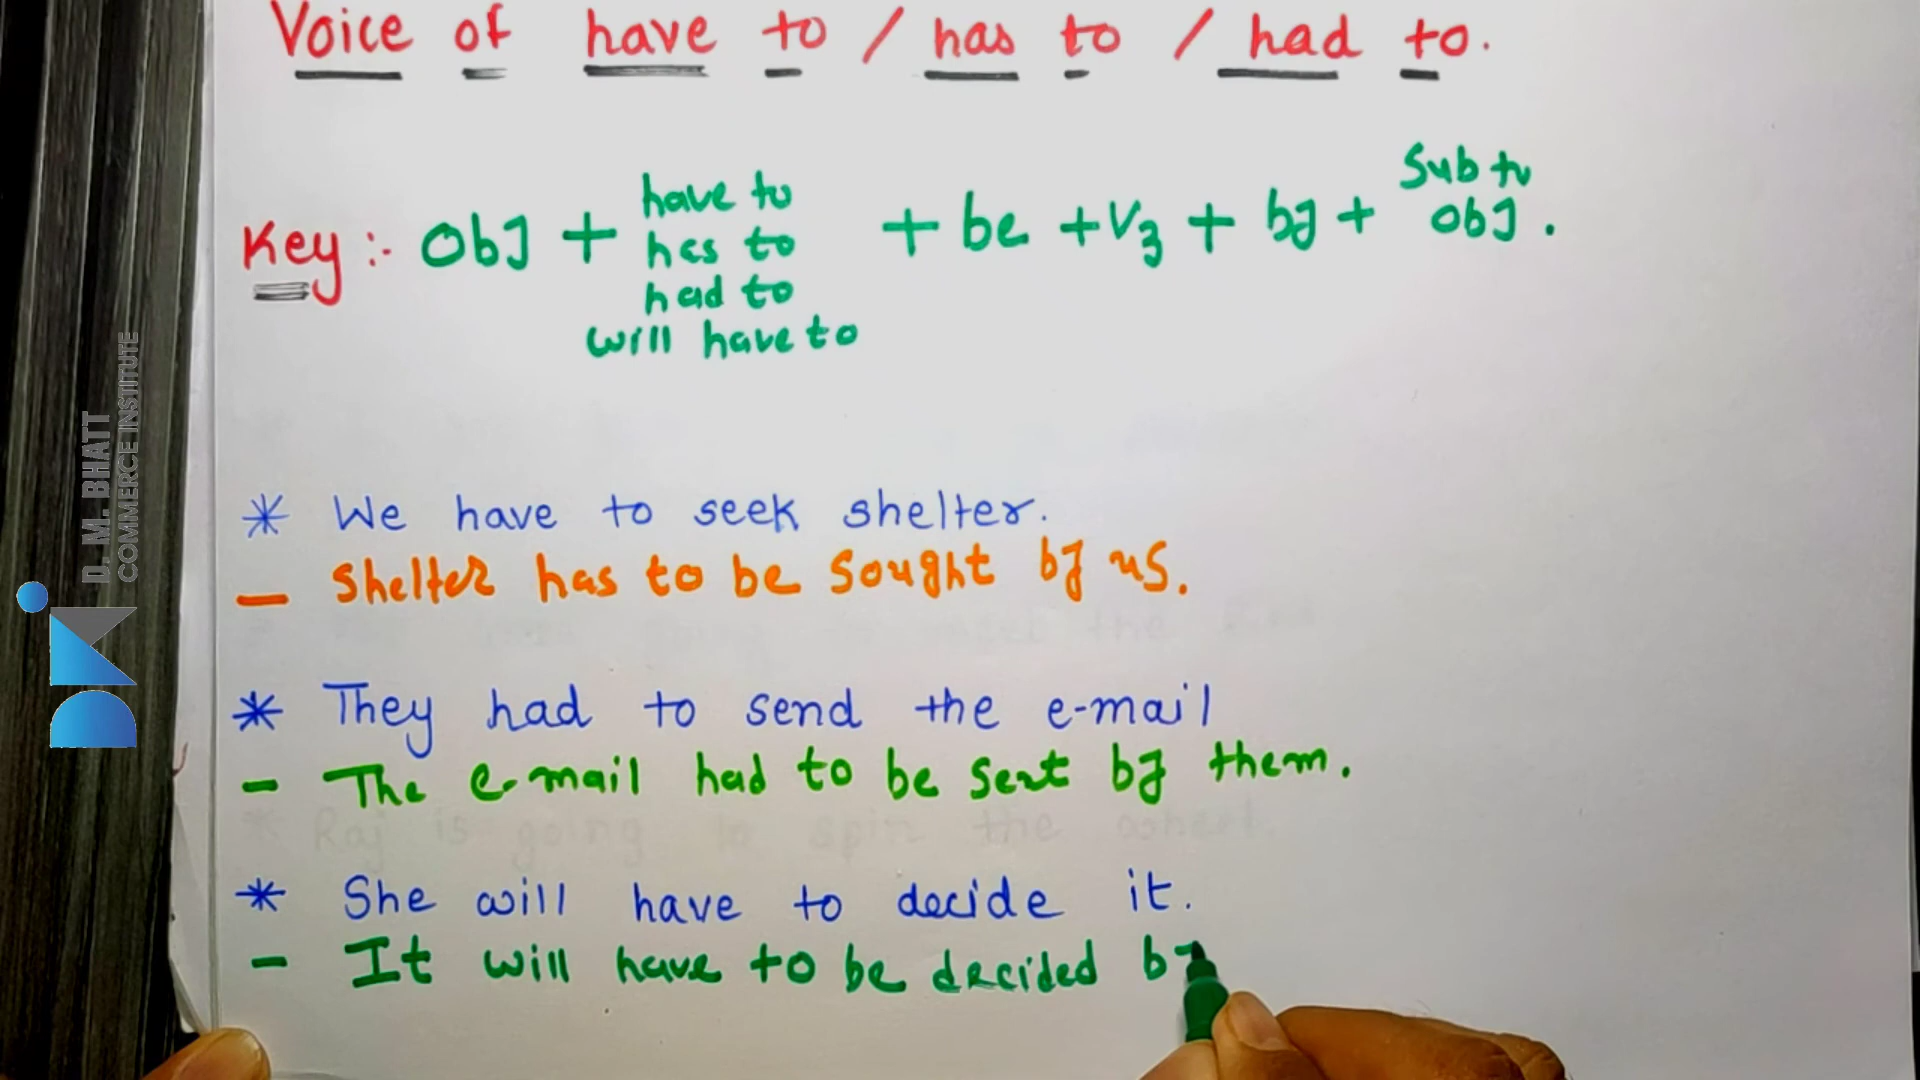 Voice of have to / has to / had to.
Key :- Obj + have to + be + V3 + by + Sub to Obj.
has to
had to
will have to
* We have to seek shelter.
- Shelter has to be sought by us.
* They had to send the e-mail
- The e-mail had to be sent by them.
* She will have to decide it.
- It will have to be decided
D. M. BHATT
COMMERCE INSTITUTE